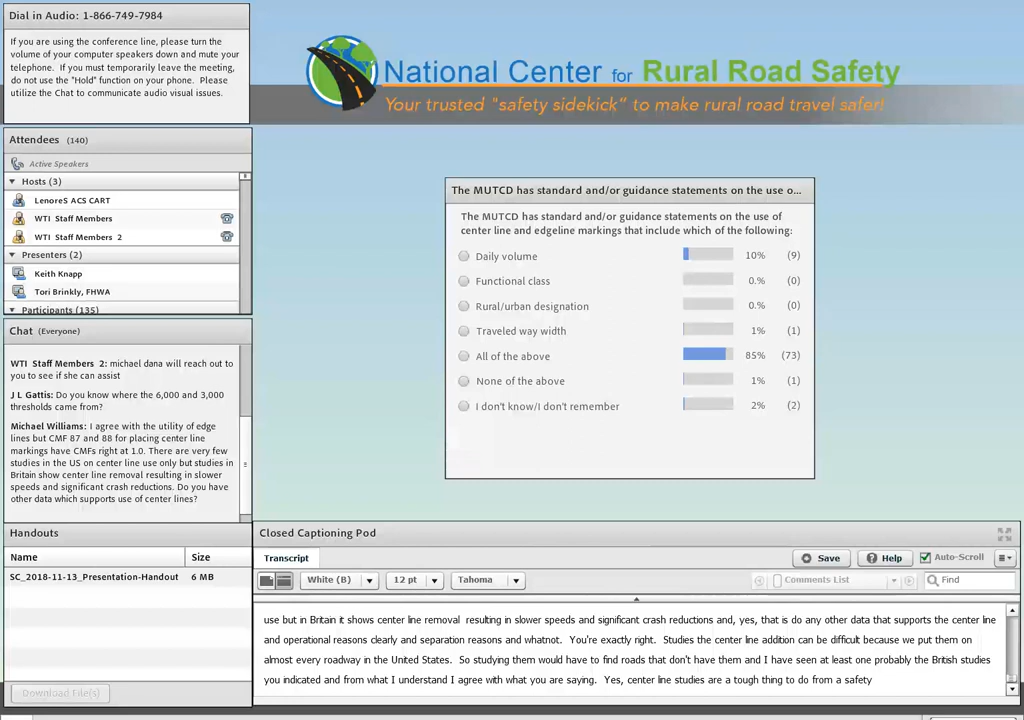 Dial in Audio: 1-866-749-7984
If you are using the conference line, please turn the
volume of your computer speakers down and mute your
telephone. If you must temporarily leave the meeting,
do not use the "Hold" function on your phone. Please
utilize the Chat to communicate audio visual issues.
National Center for Rural Road Safety
Your trusted "safety sidekick" to make rural road travel safer!
Attendees (140)
Active Speakers
Hosts (3)
LenoreS ACS CART
WTI Staff Members
WTI Staff Members 2
Presenters (2)
Keith Knapp
Tori Brinkly, FHWA
Participants (135)
The MUTCD has standard and/or guidance statements on the use o...
The MUTCD has standard and/or guidance statements on the use of
center line and edgeline markings that include which of the following:
Daily volume 10% (9)
Functional class 0.% (0)
Rural/urban designation 0.% (0)
Traveled way width 1% (1)
All of the above 85% (73)
None of the above 1% (1)
I don't know/I don't remember 2% (2)
Chat (Everyone)
WTI Staff Members 2: michael dana will reach out to
you to see if she can assist
J L Gattis: Do you know where the 6,000 and 3,000
thresholds came from?
Michael Williams: I agree with the utility of edge
lines but CMF 87 and 88 for placing center line
markings have CMFs right at 1.0. There are very few
studies in the US on center line use only but studies in
Britain show center line removal resulting in slower
speeds and significant crash reductions. Do you have
other data which supports use of center lines?
Handouts
Name Size
SC_2018-11-13_Presentation-Handout 6 MB
Download File(s)
Closed Captioning Pod
Transcript
Save
Help
Auto-Scroll
White (B)
12 pt
Tahoma
Comments List
Find
use but in Britain it shows center line removal resulting in slower speeds and significant crash reductions and, yes, that is do any other data that supports the center line
and operational reasons clearly and separation reasons and whatnot. You're exactly right. Studies the center line addition can be difficult because we put them on
almost every roadway in the United States. So studying them would have to find roads that don't have them and I have seen at least one probably the British studies
you indicated and from what I understand I agree with what you are saying. Yes, center line studies are a tough thing to do from a safety